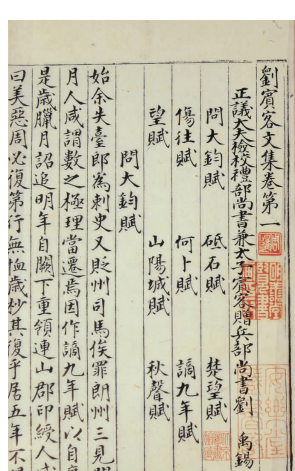 劉賓客文集卷第一
正議大夫檢校禮部尚書兼太子賓客贈兵部尚書劉 禹錫
問大鈞賦 砥石賦 楚望賦
傷往賦 何卜賦 謫九年賦
望賦 山陽城賦 秋聲賦
問大鈞賦
始余失臺郎為刺史又貶州司馬俟罪朗州三見閏
月人咸謂數之極理當遷焉因作謫九年賦以自
是歲臘月詔追明年自闕下重領連山郡印綬人
曰美惡周必復第行無恤歲杪其復乎居五年不